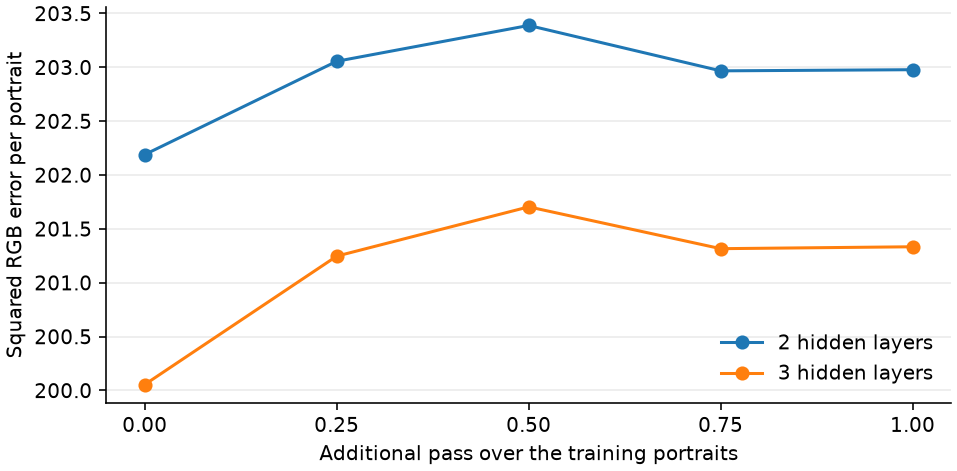 203.5
203.0
202.5
202.0
201.5
201.0
200.5
200.0
Squared RGB error per portrait
2 hidden layers
3 hidden layers
0.00 0.25 0.50 0.75 1.00
Additional pass over the training portraits